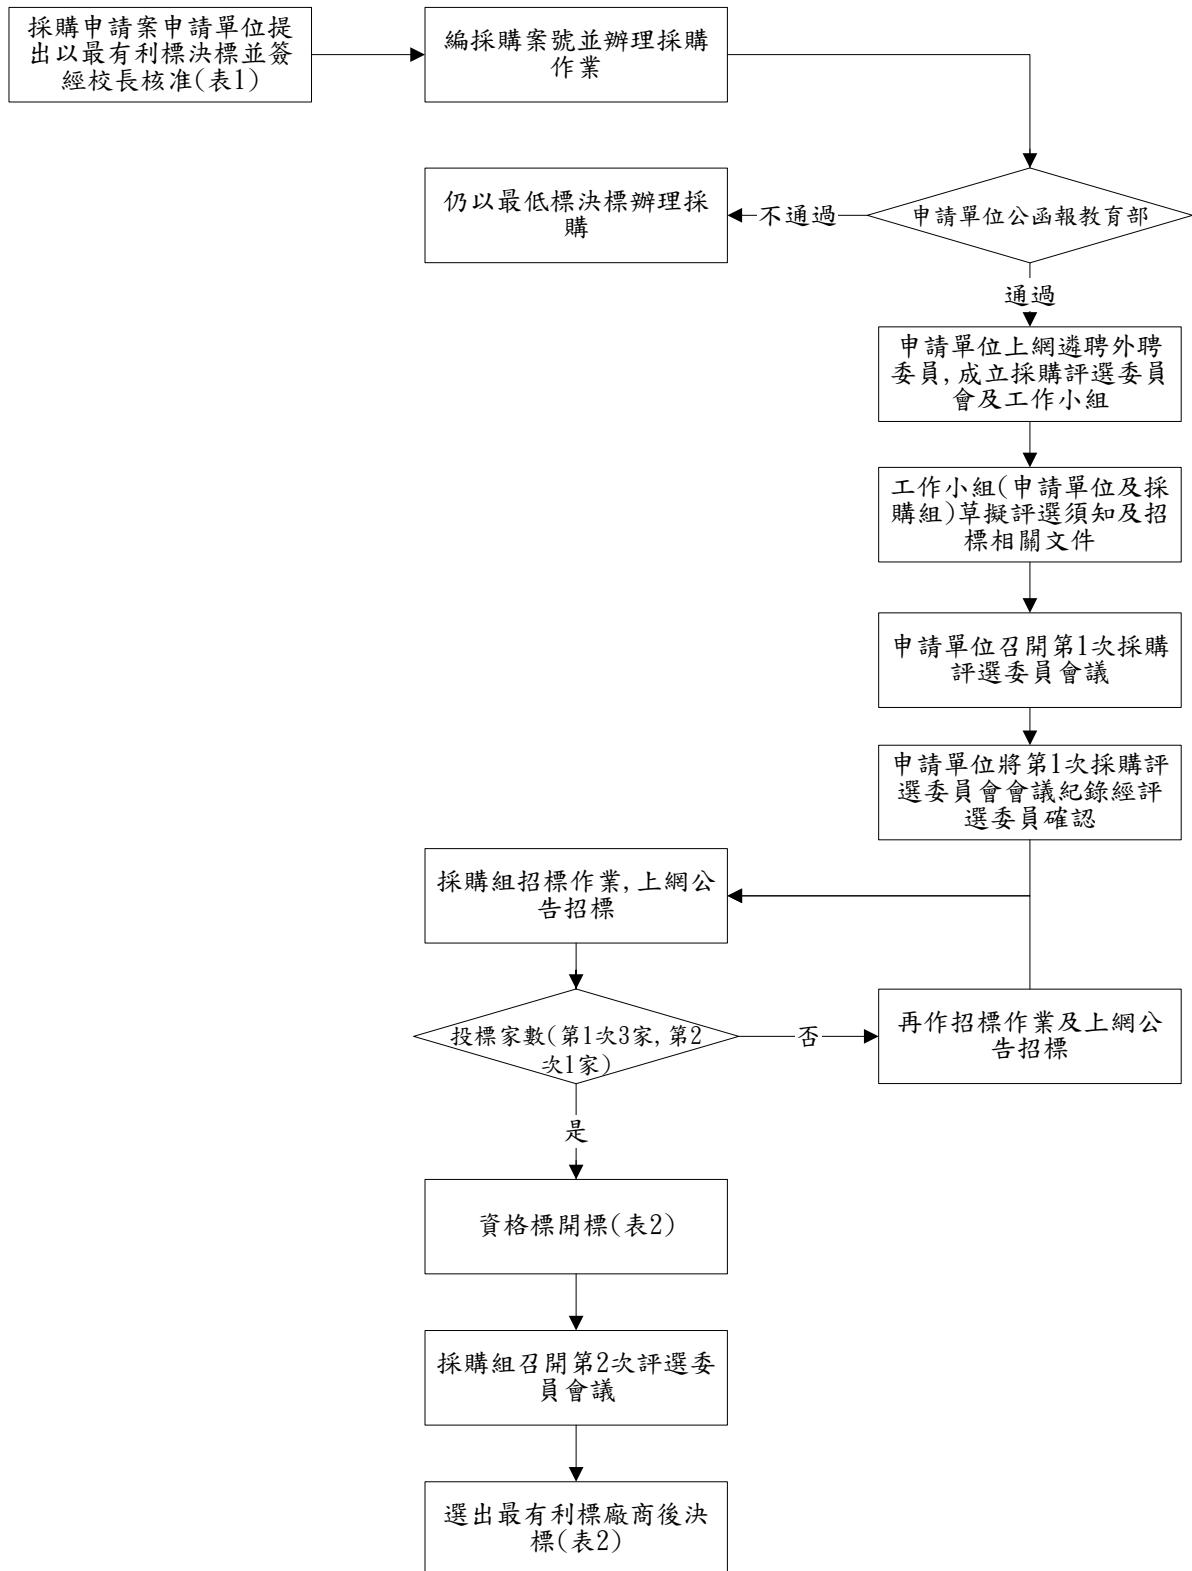 採購申請案申請單位提
出以最有利標決標並簽
經校長核准(表1)
編採購案號並辦理採購
作業
仍以最低標決標辦理採
購
不通過
申請單位公函報教育部
通過
申請單位上網遴聘外聘
委員,成立採購評選委員
會及工作小組
工作小組(申請單位及採
購組)草擬評選須知及招
標相關文件
申請單位召開第1次採購
評選委員會議
申請單位將第1次採購評
選委員會會議紀錄經評
選委員確認
採購組招標作業,上網公
告招標
投標家數(第1次3家,第2
次1家)
否
再作招標作業及上網公
告招標
是
資格標開標(表2)
採購組召開第2次評選委
員會議
選出最有利標廠商後決
標(表2)